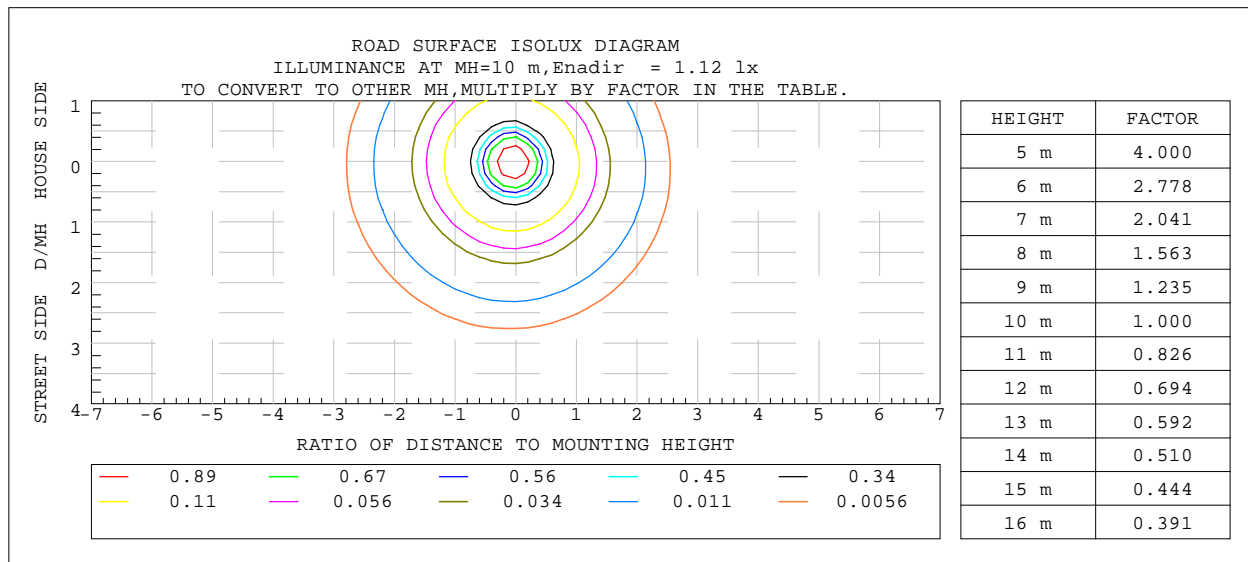 ROAD SURFACE ISOLUX DIAGRAM
ILLUMINANCE AT MH=10 m,Enadir = 1.12 lx
TO CONVERT TO OTHER MH,MULTIPLY BY FACTOR IN THE TABLE.
STREET SIDE D/MH HOUSE SIDE
1
0
1
2
3
4
-7 -6 -5 -4 -3 -2 -1 0 1 2 3 4 5 6 7
RATIO OF DISTANCE TO MOUNTING HEIGHT
0.89 0.67 0.56 0.45 0.34
0.11 0.056 0.034 0.011 0.0056
HEIGHT FACTOR
5 m 4.000
6 m 2.778
7 m 2.041
8 m 1.563
9 m 1.235
10 m 1.000
11 m 0.826
12 m 0.694
13 m 0.592
14 m 0.510
15 m 0.444
16 m 0.391